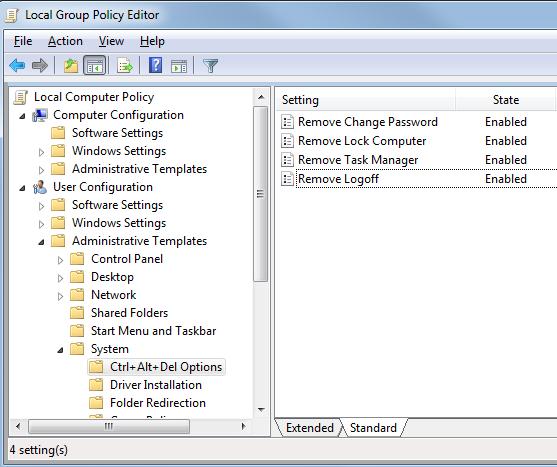 Local Group Policy Editor
File Action View Help
Local Computer Policy
Computer Configuration
Software Settings
Windows Settings
Administrative Templates
User Configuration
Software Settings
Windows Settings
Administrative Templates
Control Panel
Desktop
Network
Shared Folders
Start Menu and Taskbar
System
Ctrl+Alt+Del Options
Driver Installation
Folder Redirection
Setting State
Remove Change Password Enabled
Remove Lock Computer Enabled
Remove Task Manager Enabled
Remove Logoff Enabled
Extended Standard
4 setting(s)